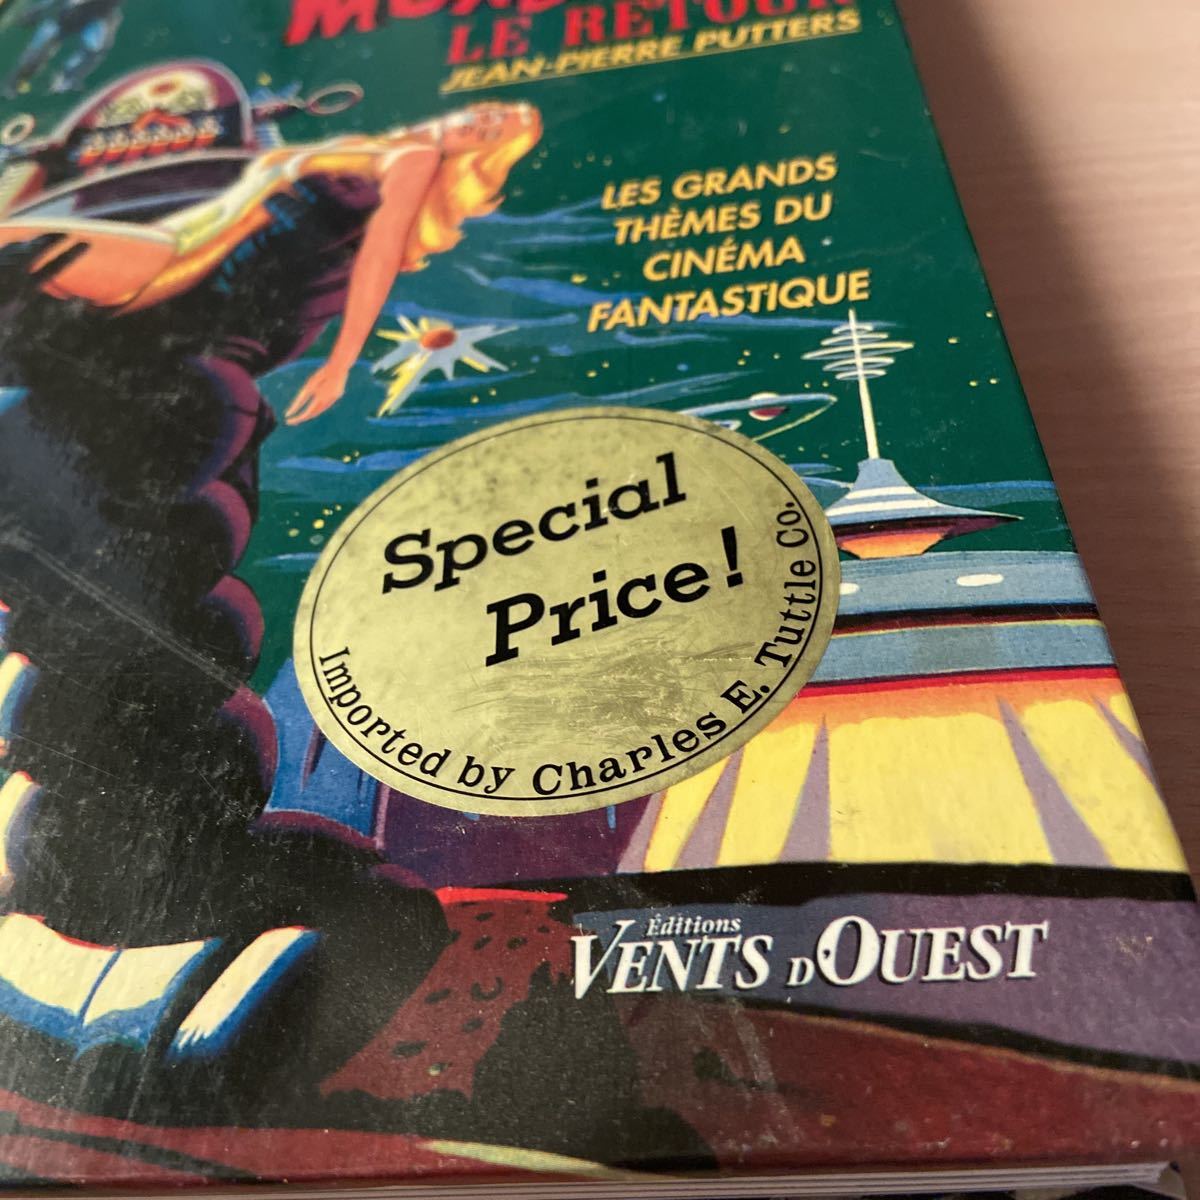 LE RETOUR
JEAN-PIERRE PUTTERS
LES GRANDS
THÈMES DU
CINÉMA
FANTASTIQUE
Special
Price!
Imported by Charles E. Tuttle Co.
Éditions
VENTS D'OUEST